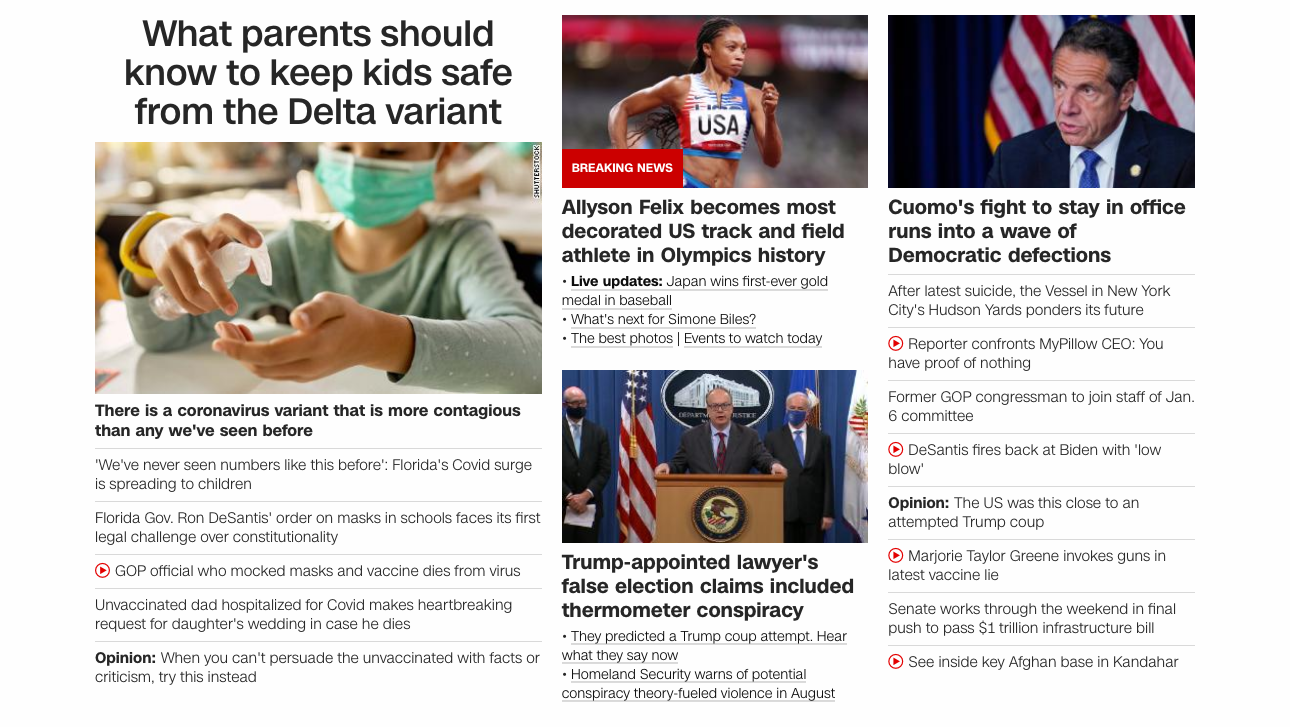 What parents should
know to keep kids safe
from the Delta variant
SHUTTERSTOCK
There is a coronavirus variant that is more contagious
than any we've seen before
'We've never seen numbers like this before': Florida's Covid surge
is spreading to children
Florida Gov. Ron DeSantis' order on masks in schools faces its first
legal challenge over constitutionality
GOP official who mocked masks and vaccine dies from virus
Unvaccinated dad hospitalized for Covid makes heartbreaking
request for daughter's wedding in case he dies
Opinion: When you can't persuade the unvaccinated with facts or
criticism, try this instead
USA
BREAKING NEWS
Allyson Felix becomes most
decorated US track and field
athlete in Olympics history
• Live updates: Japan wins first-ever gold
medal in baseball
• What's next for Simone Biles?
• The best photos | Events to watch today
Trump-appointed lawyer's
false election claims included
thermometer conspiracy
• They predicted a Trump coup attempt. Hear
what they say now
• Homeland Security warns of potential
conspiracy theory-fueled violence in August
Cuomo's fight to stay in office
runs into a wave of
Democratic defections
After latest suicide, the Vessel in New York
City's Hudson Yards ponders its future
Reporter confronts MyPillow CEO: You
have proof of nothing
Former GOP congressman to join staff of Jan.
6 committee
DeSantis fires back at Biden with 'low
blow'
Opinion: The US was this close to an
attempted Trump coup
Marjorie Taylor Greene invokes guns in
latest vaccine lie
Senate works through the weekend in final
push to pass $1 trillion infrastructure bill
See inside key Afghan base in Kandahar